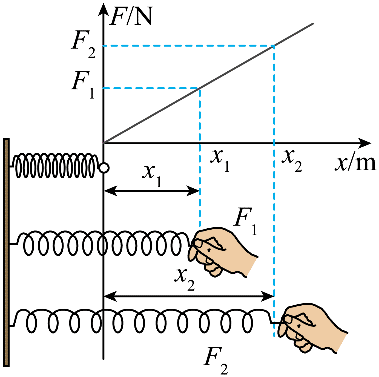 F/N
F₂
F₁
x₁ x₂ x/m
x₁
F₁
x₂
F₂